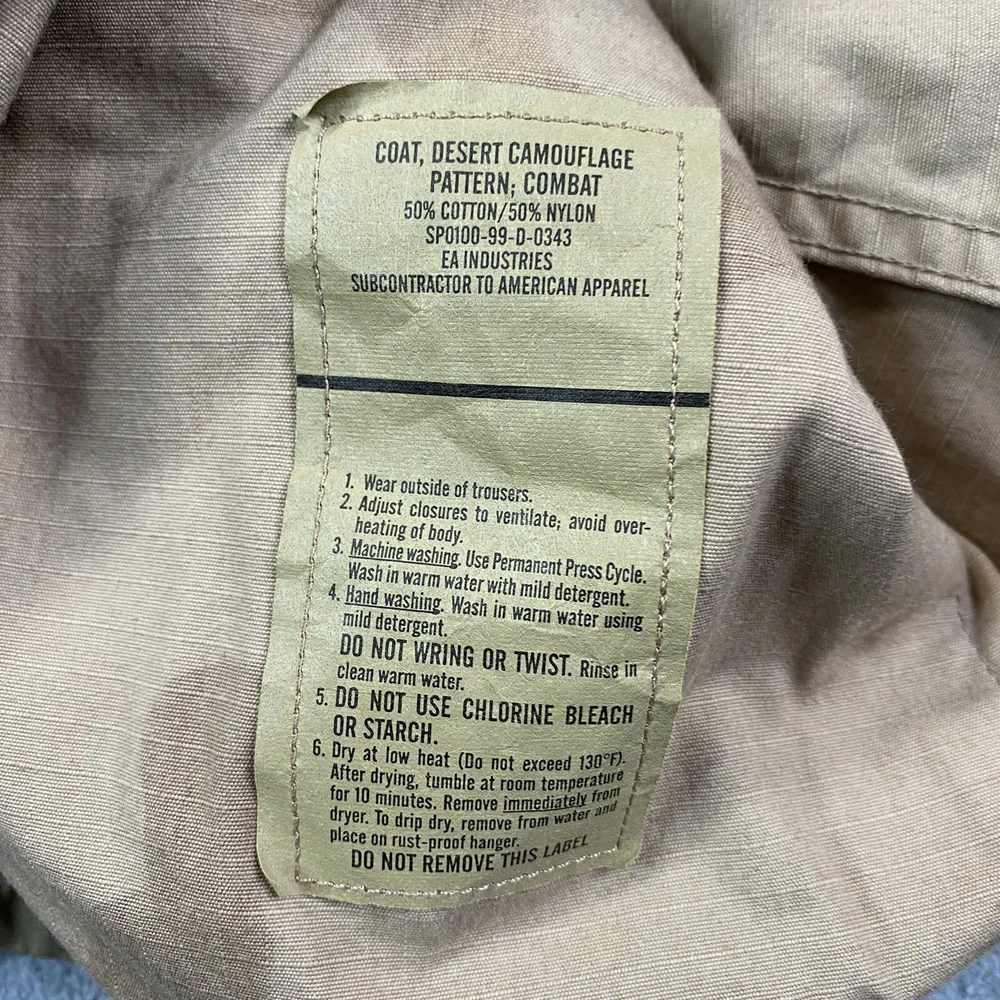 COAT, DESERT CAMOUFLAGE
PATTERN; COMBAT
50% COTTON/50% NYLON
SP0100-99-D-0343
EA INDUSTRIES
SUBCONTRACTOR TO AMERICAN APPAREL
1. Wear outside of trousers.
2. Adjust closures to ventilate; avoid over-
heating of body.
3. Machine washing. Use Permanent Press Cycle.
Wash in warm water with mild detergent.
4. Hand washing. Wash in warm water using
mild detergent.
DO NOT WRING OR TWIST. Rinse in
clean warm water.
5. DO NOT USE CHLORINE BLEACH
OR STARCH.
6. Dry at low heat (Do not exceed 130°F).
After drying, tumble at room temperature
for 10 minutes. Remove immediately from
dryer. To drip dry, remove from water and
place on rust-proof hanger.
DO NOT REMOVE THIS LABEL